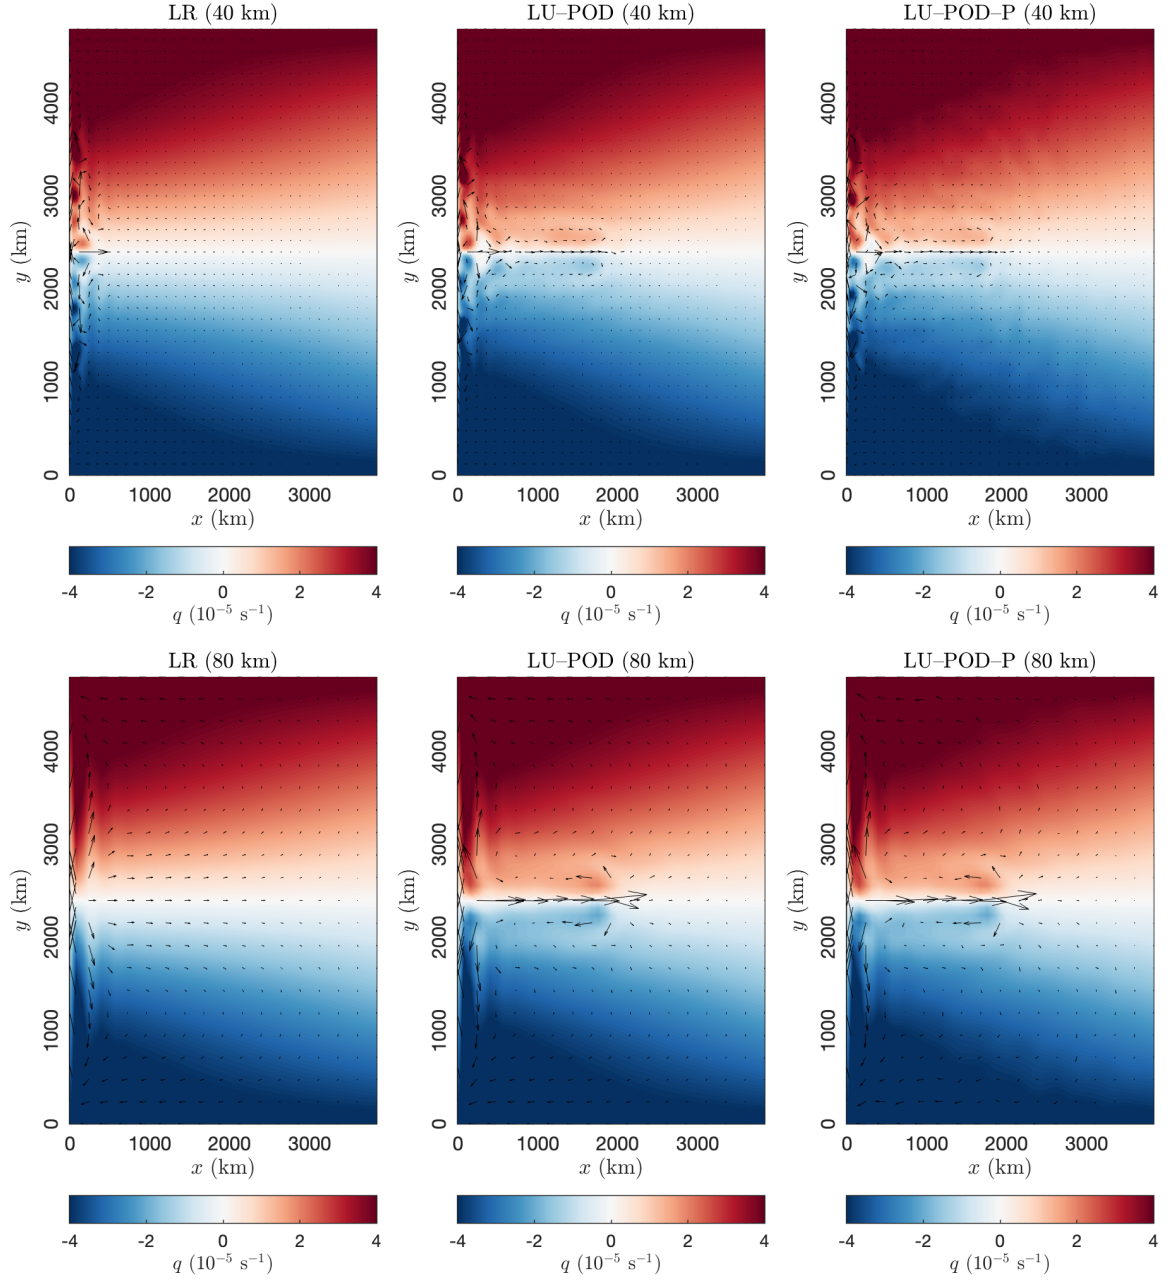 LR (40 km)
LU–POD (40 km)
LU–POD–P (40 km)
4000
3000
2000
1000
0
y (km)
0 1000 2000 3000
x (km)
4000
3000
2000
1000
0
y (km)
0 1000 2000 3000
x (km)
4000
3000
2000
1000
0
y (km)
0 1000 2000 3000
x (km)
-4 -2 0 2 4
q (10⁻⁵ s⁻¹)
-4 -2 0 2 4
q (10⁻⁵ s⁻¹)
-4 -2 0 2 4
q (10⁻⁵ s⁻¹)
LR (80 km)
LU–POD (80 km)
LU–POD–P (80 km)
4000
3000
2000
1000
0
y (km)
0 1000 2000 3000
x (km)
4000
3000
2000
1000
0
y (km)
0 1000 2000 3000
x (km)
4000
3000
2000
1000
0
y (km)
0 1000 2000 3000
x (km)
-4 -2 0 2 4
q (10⁻⁵ s⁻¹)
-4 -2 0 2 4
q (10⁻⁵ s⁻¹)
-4 -2 0 2 4
q (10⁻⁵ s⁻¹)